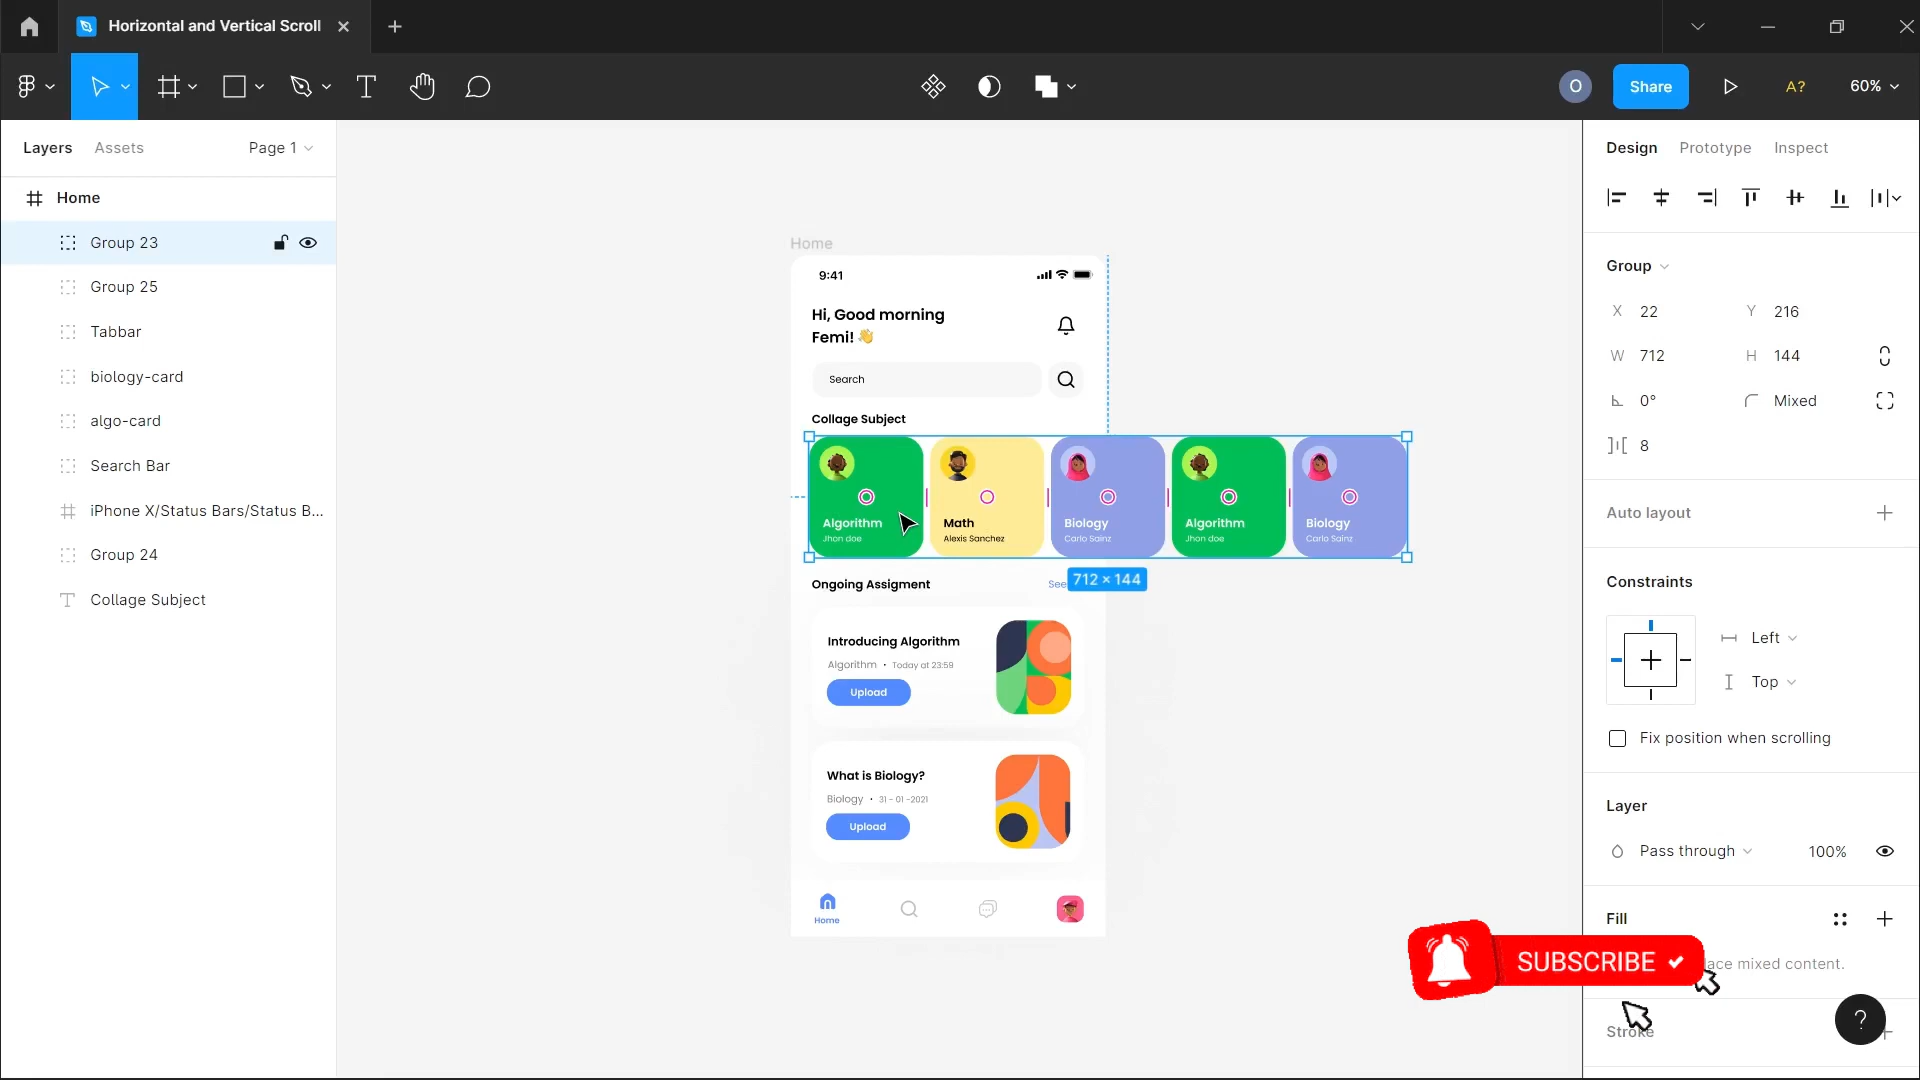 Horizontal and Vertical Scroll
O
Share
A?
60%
Layers
Assets
Page 1
Home
Group 23
Group 25
Tabbar
biology-card
algo-card
Search Bar
iPhone X/Status Bars/Status B...
Group 24
Collage Subject
Home
9:41
Hi, Good morning
Femi! 👋
Search
Collage Subject
Algorithm
Jhon doe
Math
Alexis Sanchez
Biology
Carlo Sainz
Algorithm
Jhon doe
Biology
Carlo Sainz
712 × 144
Ongoing Assigment
See
Introducing Algorithm
Algorithm • Today at 23:59
Upload
What is Biology?
Biology • 31 - 01 -2021
Upload
Home
Design
Prototype
Inspect
Group
X 22
Y 216
W 712
H 144
0°
Mixed
8
Auto layout
Constraints
Left
Top
Fix position when scrolling
Layer
Pass through
100%
Fill
SUBSCRIBE
ace mixed content.
Stroke
?